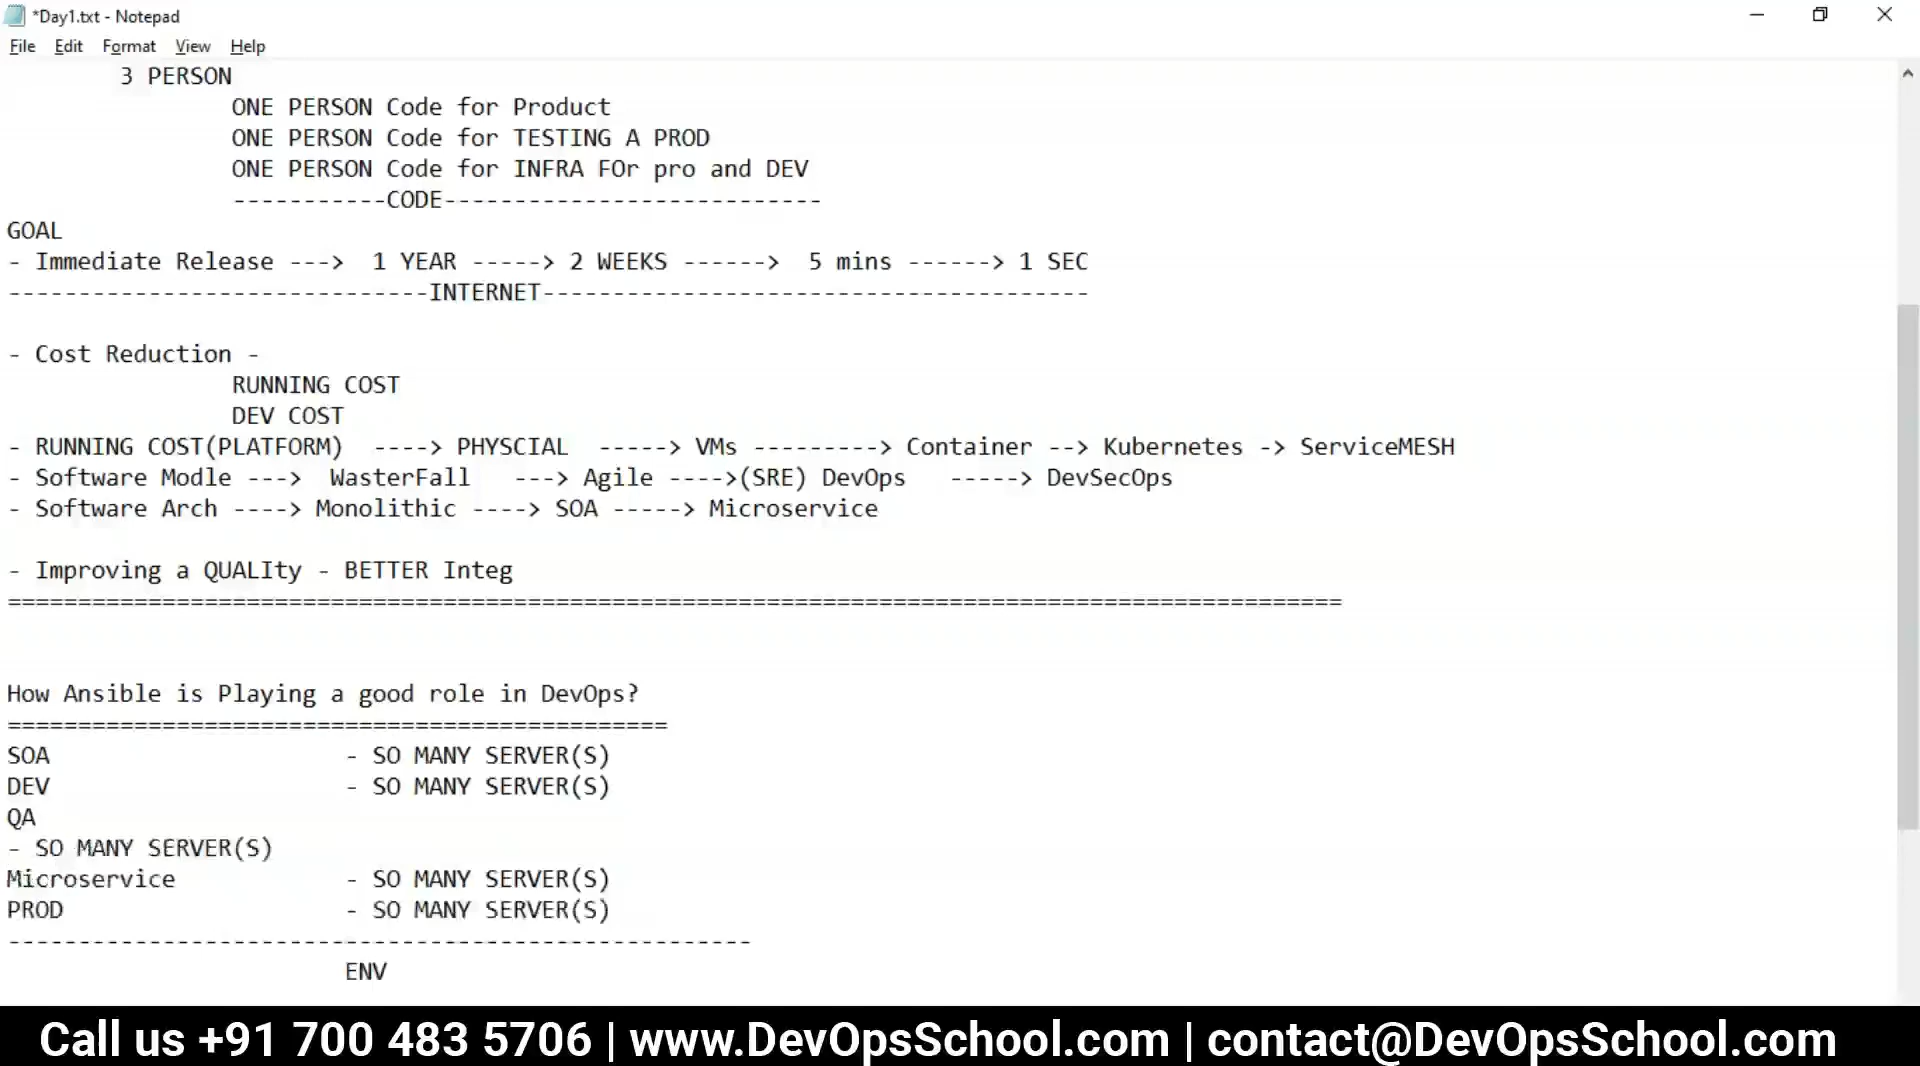 *Day1.txt - Notepad
File Edit Format View Help
3 PERSON
ONE PERSON Code for Product
ONE PERSON Code for TESTING A PROD
ONE PERSON Code for INFRA FOr pro and DEV
-----------CODE---------------------------
GOAL
- Immediate Release ---> 1 YEAR -----> 2 WEEKS ------> 5 mins ------> 1 SEC
------------------------------INTERNET---------------------------------------
- Cost Reduction -
RUNNING COST
DEV COST
- RUNNING COST(PLATFORM) ----> PHYSCIAL -----> VMs ---------> Container --> Kubernetes -> ServiceMESH
- Software Modle ---> WasterFall ---> Agile ---->(SRE) DevOps -----> DevSecOps
- Software Arch ----> Monolithic ----> SOA -----> Microservice
- Improving a QUALIty - BETTER Integ
===============================================================================================
How Ansible is Playing a good role in DevOps?
===============================================
SOA - SO MANY SERVER(S)
DEV - SO MANY SERVER(S)
QA
- SO MANY SERVER(S)
Microservice - SO MANY SERVER(S)
PROD - SO MANY SERVER(S)
-----------------------------------------------------
ENV
Call us +91 700 483 5706 | www.DevOpsSchool.com | contact@DevOpsSchool.com